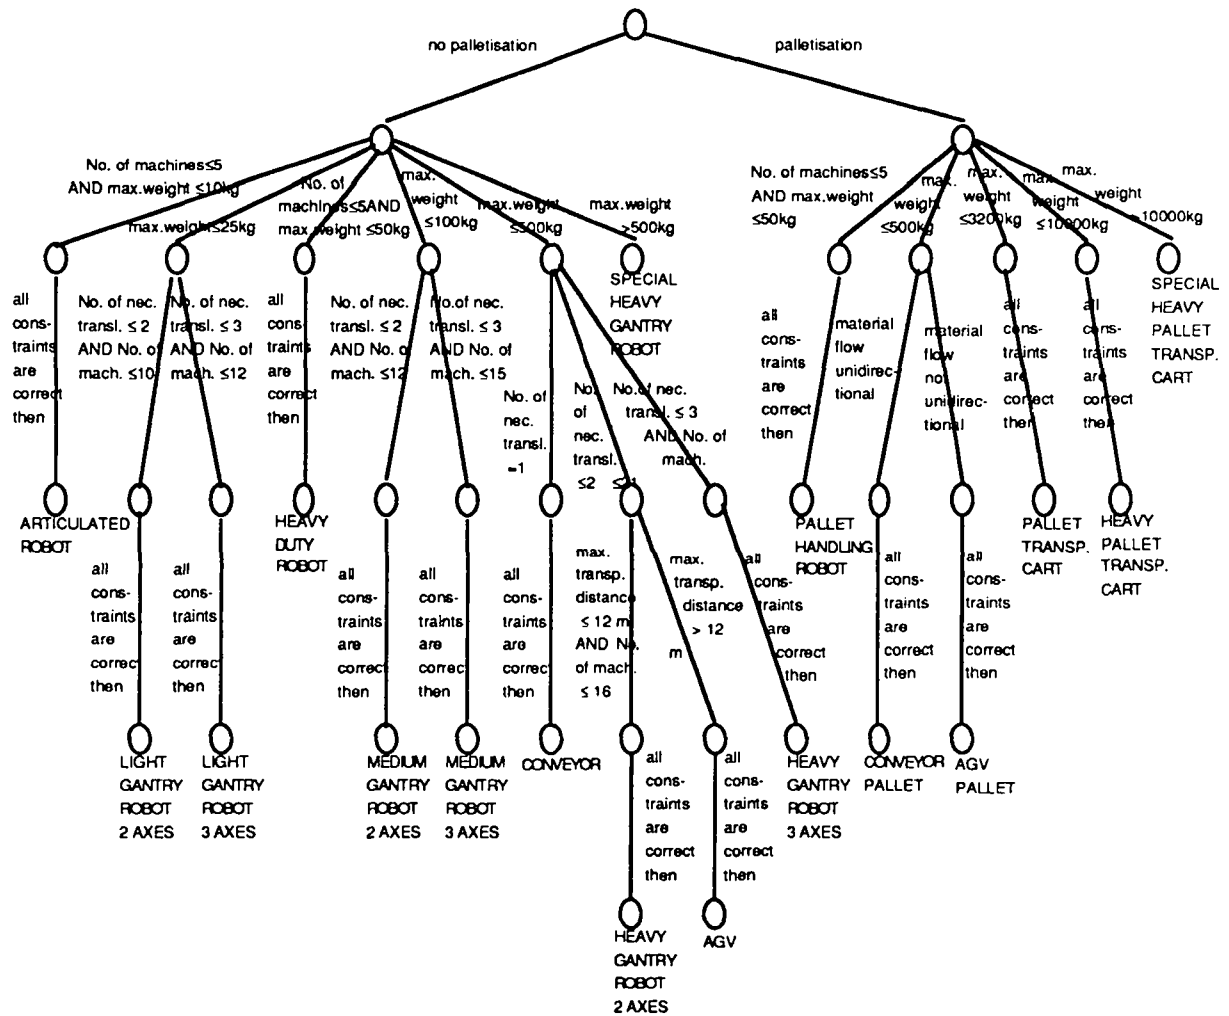 no palletisation
palletisation
No. of machines≤5
AND max.weight ≤10kg
max.weight≤25kg
No. of
machines≤5AND
max.weight ≤50kg
max.
weight
≤100kg
max.weight
≤500kg
max.weight
>500kg
No. of machines≤5
AND max.weight
≤50kg
max.
weight
≤500kg
max.
weight
≤3200kg
max.
weight
≤10000kg
max.
weight
>10000kg
SPECIAL
HEAVY
GANTRY
ROBOT
SPECIAL
HEAVY
PALLET
TRANSP.
CART
all
cons-
traints
are
correct
then
No. of nec.
transl. ≤ 2
AND No. of
mach. ≤10
No. of nec.
transl. ≤ 3
AND No. of
mach. ≤12
all
cons-
traints
are
correct
then
No. of nec.
transl. ≤ 2
AND No. of
mach. ≤12
No. of nec.
transl. ≤ 3
AND No. of
mach. ≤15
No. of
nec.
transl.
=1
No.
of
nec.
transl.
≤2
No. of nec.
transl. ≤ 3
AND No. of
mach.
all
cons-
traints
are
correct
then
material
flow
unidirec-
tional
material
flow
not
unidirec-
tional
all
cons-
traints
are
correct
then
all
cons-
traints
are
correct
then
ARTICULATED
ROBOT
HEAVY
DUTY
ROBOT
PALLET
HANDLING
ROBOT
PALLET
TRANSP.
CART
HEAVY
PALLET
TRANSP.
CART
all
cons-
traints
are
correct
then
all
cons-
traints
are
correct
then
all
cons-
traints
are
correct
then
all
cons-
traints
are
correct
then
all
cons-
traints
are
correct
then
max.
transp.
distance
≤ 12 m
AND No.
of mach.
≤ 16
max.
transp.
distance
> 12
m
all
cons-
traints
are
correct
then
all
cons-
traints
are
correct
then
all
cons-
traints
are
correct
then
LIGHT
GANTRY
ROBOT
2 AXES
LIGHT
GANTRY
ROBOT
3 AXES
MEDIUM
GANTRY
ROBOT
2 AXES
MEDIUM
GANTRY
ROBOT
3 AXES
CONVEYOR
HEAVY
GANTRY
ROBOT
3 AXES
CONVEYOR
PALLET
AGV
PALLET
all
cons-
traints
are
correct
then
all
cons-
traints
are
correct
then
HEAVY
GANTRY
ROBOT
2 AXES
AGV